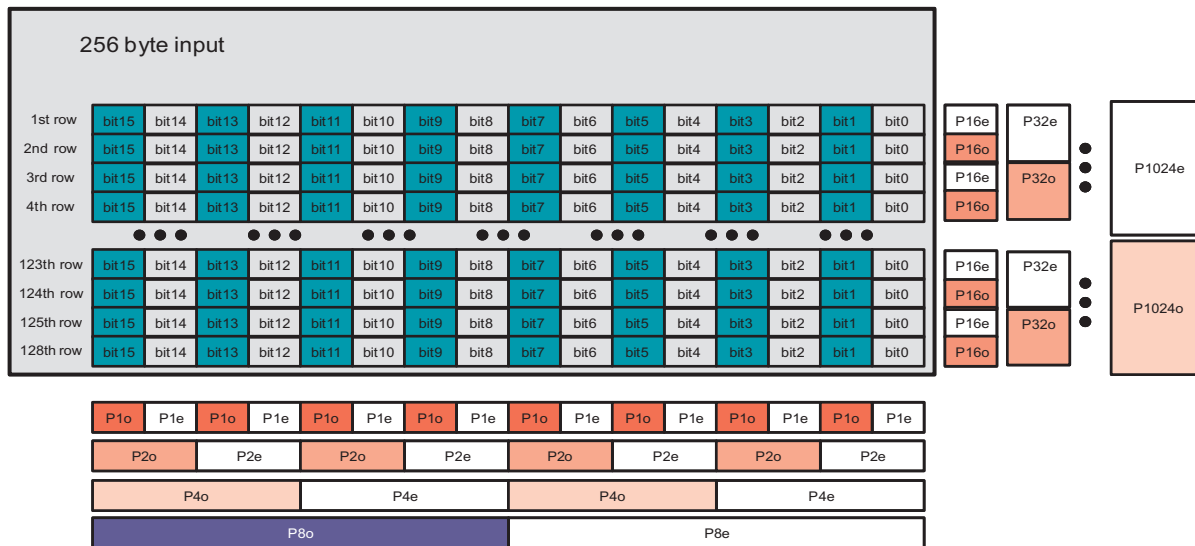 256 byte input
1st row bit15 bit14 bit13 bit12 bit11 bit10 bit9 bit8 bit7 bit6 bit5 bit4 bit3 bit2 bit1 bit0 P16e P32e
2nd row bit15 bit14 bit13 bit12 bit11 bit10 bit9 bit8 bit7 bit6 bit5 bit4 bit3 bit2 bit1 bit0 P16o
P1024e
3rd row bit15 bit14 bit13 bit12 bit11 bit10 bit9 bit8 bit7 bit6 bit5 bit4 bit3 bit2 bit1 bit0 P16e P32o
4th row bit15 bit14 bit13 bit12 bit11 bit10 bit9 bit8 bit7 bit6 bit5 bit4 bit3 bit2 bit1 bit0 P16o
123th row bit15 bit14 bit13 bit12 bit11 bit10 bit9 bit8 bit7 bit6 bit5 bit4 bit3 bit2 bit1 bit0 P16e P32e
124th row bit15 bit14 bit13 bit12 bit11 bit10 bit9 bit8 bit7 bit6 bit5 bit4 bit3 bit2 bit1 bit0 P16o
P1024o
125th row bit15 bit14 bit13 bit12 bit11 bit10 bit9 bit8 bit7 bit6 bit5 bit4 bit3 bit2 bit1 bit0 P16e P32o
128th row bit15 bit14 bit13 bit12 bit11 bit10 bit9 bit8 bit7 bit6 bit5 bit4 bit3 bit2 bit1 bit0 P16o
P1o P1e P1o P1e P1o P1e P1o P1e P1o P1e P1o P1e P1o P1e P1o P1e
P2o P2e P2o P2e P2o P2e P2o P2e
P4o P4e P4o P4e
P8o P8e